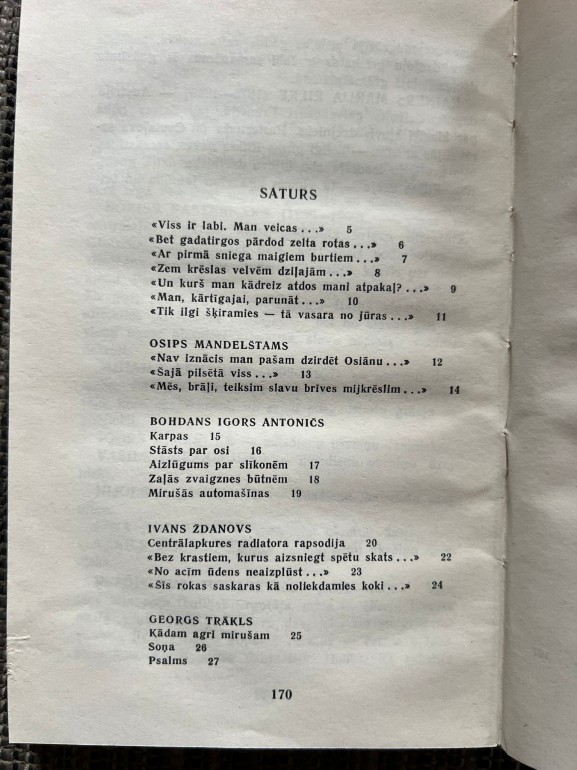 SATURS
«Viss ir labi. Man veicas ...» 5
«Bet gadatirgos pārdod zelta rotas ...» 6
«Ar pirmā sniega maigiem burtiem ...» 7
«Zem krēslas velvēm dziļajām ...» 8
«Un kurš man kādreiz atdos mani atpakaļ? ...» 9
«Man, kārtīgajai, parunāt ...» 10
«Tik ilgi šķiramies — tā vasara no jūras ...» 11
OSIPS MANDELŠTAMS
«Nav iznācis man pašam dzirdēt Osiānu ...» 12
«Šajā pilsētā viss ...» 13
«Mēs, brāļi, teiksim slavu brīves mijkrēslim ...» 14
BOHDANS IGORS ANTONIČS
Karpas 15
Stāsts par osi 16
Aizlūgums par slīkonēm 17
Zaļās zvaigznes būtnēm 18
Mirušās automašīnas 19
IVANS ŽDANOVS
Centrālapkures radiatora rapsodija 20
«Bez krastiem, kurus aizsniegt spētu skats ...» 22
«No acīm ūdens neaizplūst ...» 23
«Šīs rokas saskaras kā noliekdamies koki ...» 24
GEORGS TRĀKLS
Kādam agri mirušam 25
Soņa 26
Psalms 27
170